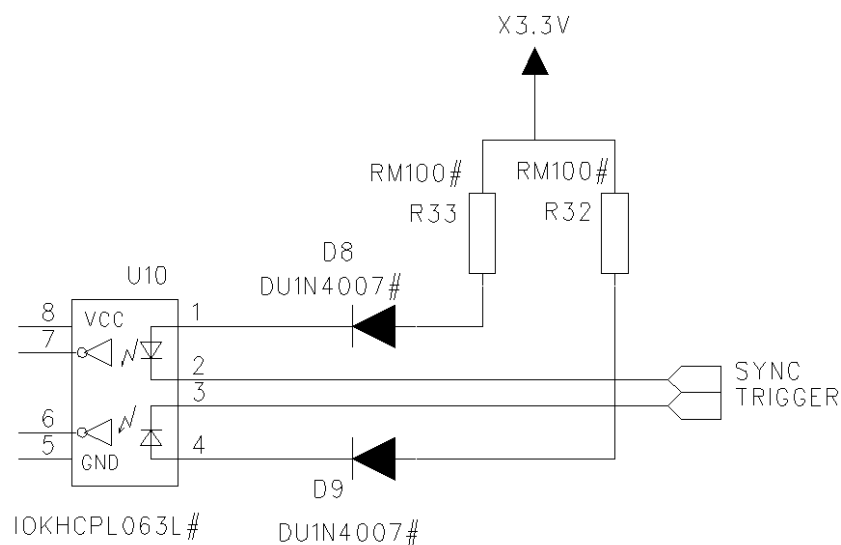 X3.3V
RM100# RM100#
R33 R32
D8
U10
DU1N4007#
8 VCC 1
7
2
SYNC
3
TRIGGER
6
5 GND 4
D9
IOKHCPL063L#
DU1N4007#